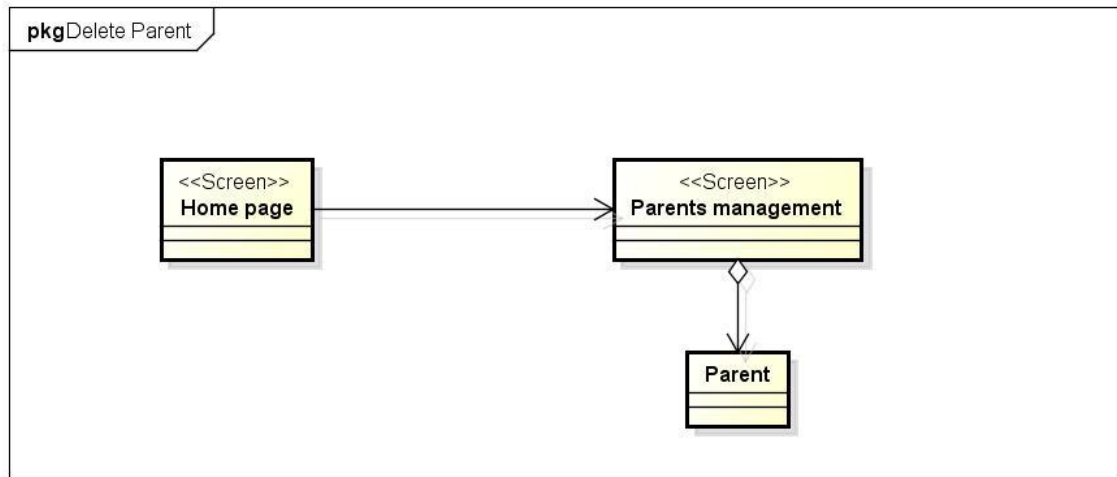 pkgDelete Parent
<<Screen>>
Home page
<<Screen>>
Parents management
Parent